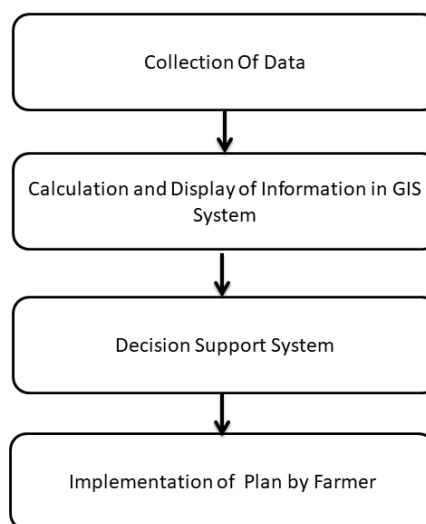 Collection Of Data
Calculation and Display of Information in GIS
System
Decision Support System
Implementation of Plan by Farmer